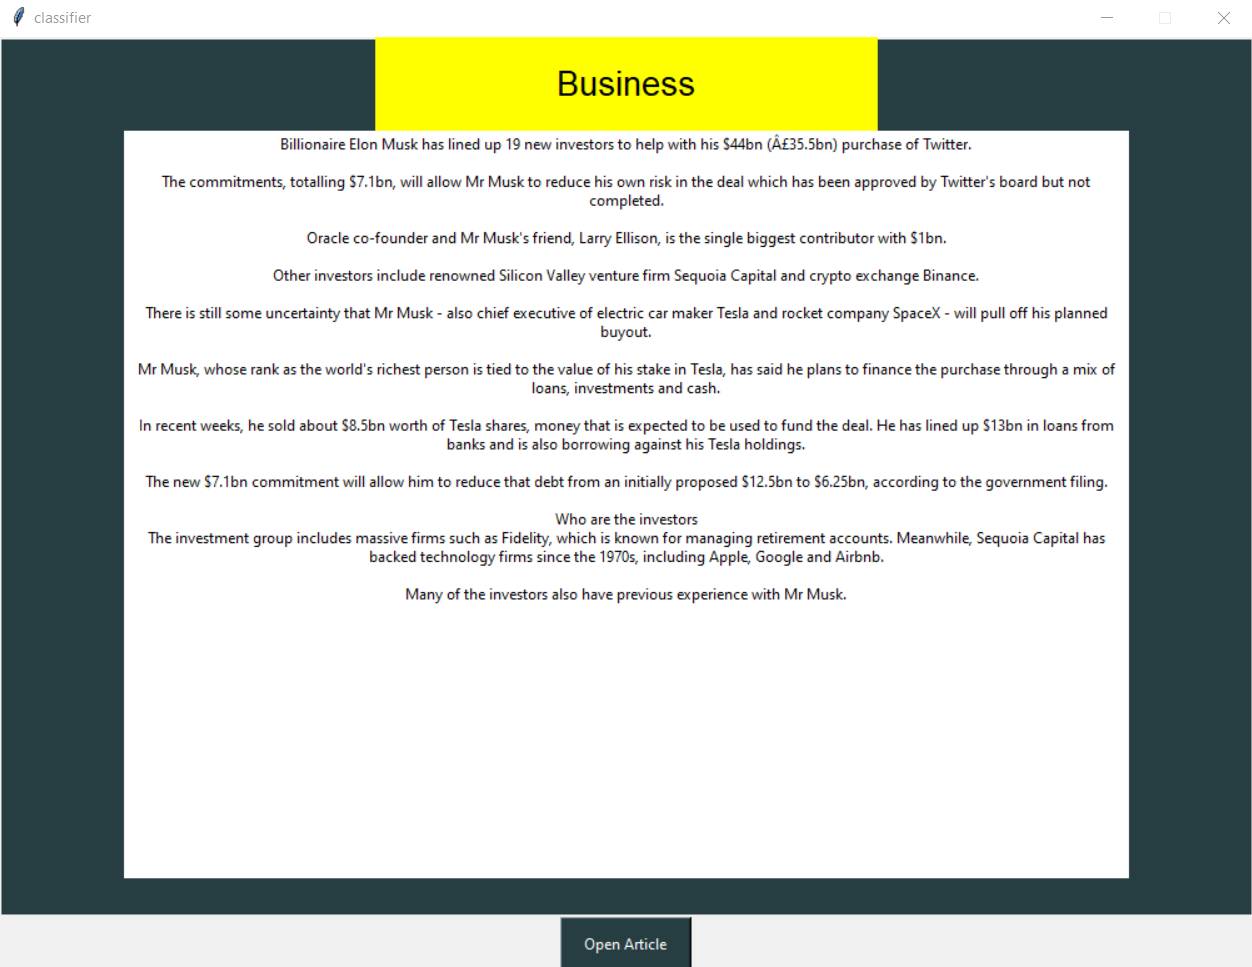 classifier
Business
Billionaire Elon Musk has lined up 19 new investors to help with his $44bn (Â£35.5bn) purchase of Twitter.
The commitments, totalling $7.1bn, will allow Mr Musk to reduce his own risk in the deal which has been approved by Twitter's board but not
completed.
Oracle co-founder and Mr Musk's friend, Larry Ellison, is the single biggest contributor with $1bn.
Other investors include renowned Silicon Valley venture firm Sequoia Capital and crypto exchange Binance.
There is still some uncertainty that Mr Musk - also chief executive of electric car maker Tesla and rocket company SpaceX - will pull off his planned
buyout.
Mr Musk, whose rank as the world's richest person is tied to the value of his stake in Tesla, has said he plans to finance the purchase through a mix of
loans, investments and cash.
In recent weeks, he sold about $8.5bn worth of Tesla shares, money that is expected to be used to fund the deal. He has lined up $13bn in loans from
banks and is also borrowing against his Tesla holdings.
The new $7.1bn commitment will allow him to reduce that debt from an initially proposed $12.5bn to $6.25bn, according to the government filing.
Who are the investors
The investment group includes massive firms such as Fidelity, which is known for managing retirement accounts. Meanwhile, Sequoia Capital has
backed technology firms since the 1970s, including Apple, Google and Airbnb.
Many of the investors also have previous experience with Mr Musk.
Open Article